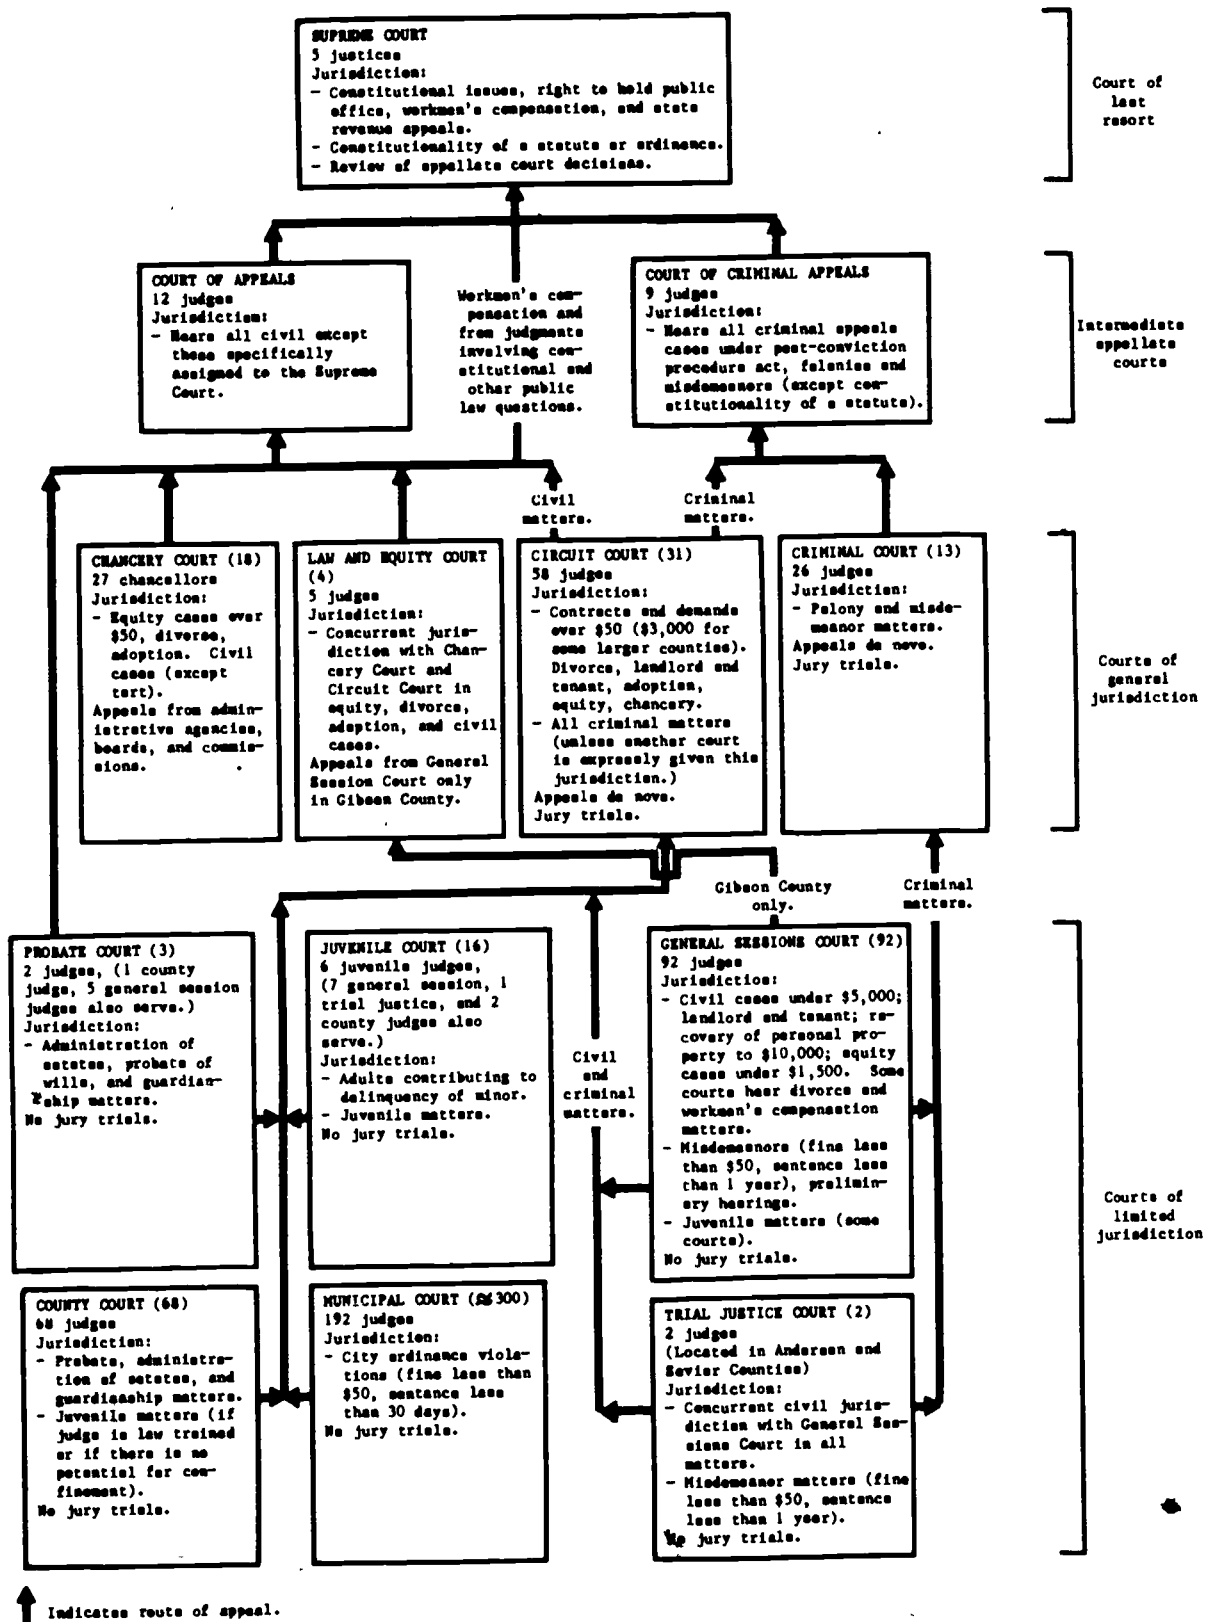 SUPREME COURT
5 justices
Jurisdiction:
- Constitutional issues, right to hold public
office, workmen's compensation, and state
revenue appeals.
- Constitutionality of a statute or ordinance.
- Review of appellate court decisions.
Court of
last
resort
COURT OF APPEALS
12 judges
Jurisdiction:
- Hears all civil except
those specifically
assigned to the Supreme
Court.
Workmen's com-
pensation and
from judgments
involving con-
stitutional and
other public
law questions.
COURT OF CRIMINAL APPEALS
9 judges
Jurisdiction:
- Hears all criminal appeals
cases under post-conviction
procedure act, felonies and
misdemeanors (except con-
stitutionality of a statute).
Intermediate
appellate
courts
Civil
matters.
Criminal
matters.
CHANCERY COURT (18)
27 chancellors
Jurisdiction:
- Equity cases over
$50, divorce,
adoption. Civil
cases (except
tort).
Appeals from admin-
istrative agencies,
boards, and commis-
sions.
LAW AND EQUITY COURT
(4)
5 judges
Jurisdiction:
- Concurrent juris-
diction with Chan-
cery Court and
Circuit Court in
equity, divorce,
adoption, and civil
cases.
Appeals from General
Session Court only
in Gibson County.
CIRCUIT COURT (31)
58 judges
Jurisdiction:
- Contracts and demands
over $50 ($3,000 for
some larger counties).
Divorce, landlord and
tenant, adoption,
equity, chancery.
- All criminal matters
(unless another court
is expressly given this
jurisdiction.)
Appeals de novo.
Jury trials.
CRIMINAL COURT (13)
26 judges
Jurisdiction:
- Felony and misde-
meanor matters.
Appeals de novo.
Jury trials.
Courts of
general
jurisdiction
Gibson County
only.
Criminal
matters.
PROBATE COURT (3)
2 judges, (1 county
judge, 5 general session
judges also serve.)
Jurisdiction:
- Administration of
estates, probate of
wills, and guardian-
ship matters.
No jury trials.
JUVENILE COURT (16)
6 juvenile judges,
(7 general session, 1
trial justice, and 2
county judges also
serve.)
Jurisdiction:
- Adults contributing to
delinquency of minor.
- Juvenile matters.
No jury trials.
Civil
and
criminal
matters.
GENERAL SESSIONS COURT (92)
92 judges
Jurisdiction:
- Civil cases under $5,000;
landlord and tenant; re-
covery of personal pro-
perty to $10,000; equity
cases under $1,500. Some
courts hear divorce and
workman's compensation
matters.
- Misdemeanors (fine less
than $50, sentence less
than 1 year), prelimin-
ary hearings.
- Juvenile matters (some
courts).
No jury trials.
Courts of
limited
jurisdiction
COUNTY COURT (68)
68 judges
Jurisdiction:
- Probate, administra-
tion of estates, and
guardianship matters.
- Juvenile matters (if
judge is law trained
or if there is no
potential for con-
finement).
No jury trials.
MUNICIPAL COURT (300)
192 judges
Jurisdiction:
- City ordinance viola-
tions (fine less than
$50, sentence less
than 30 days).
No jury trials.
TRIAL JUSTICE COURT (2)
2 judges
(Located in Anderson and
Sevier Counties)
Jurisdiction:
- Concurrent civil juris-
diction with General Ses-
sions Court in all
matters.
- Misdemeanor matters (fine
less than $50, sentence
less than 1 year).
No jury trials.
Indicates route of appeal.